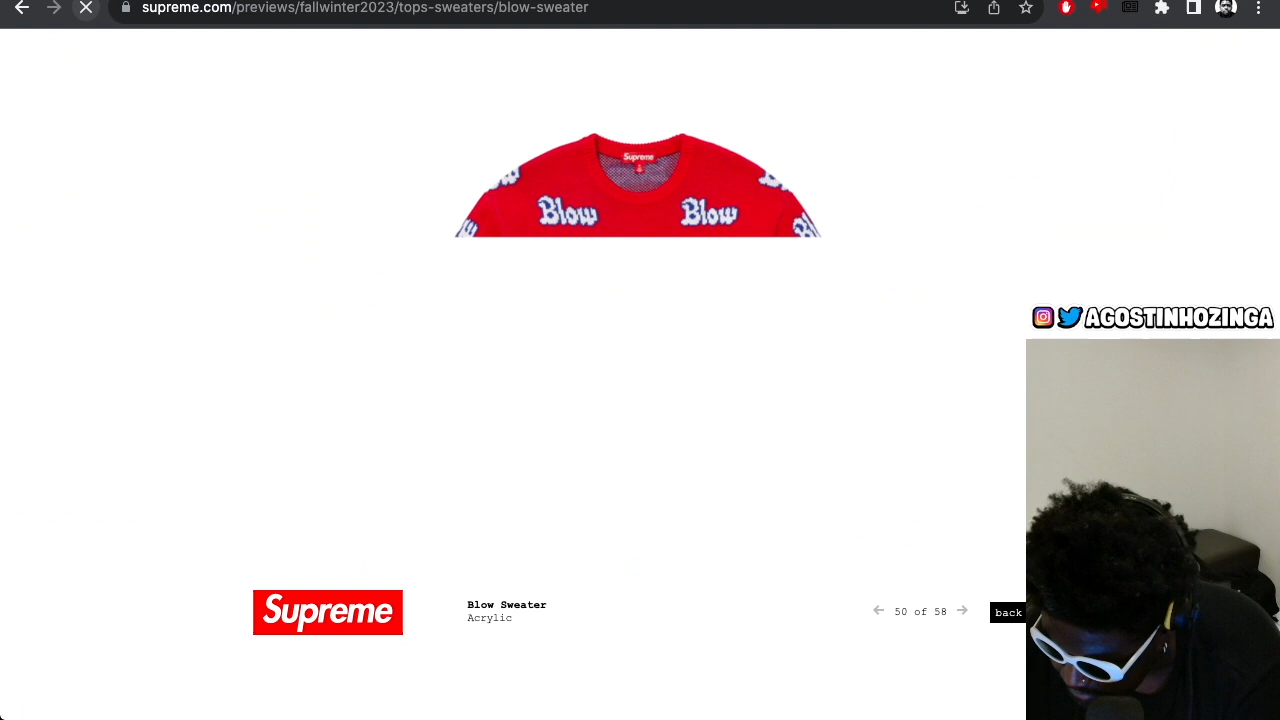 supreme.com/previews/fallwinter2023/tops-sweaters/blow-sweater
Supreme
Blow Blow
AGOSTINHOZINGA
Supreme
Blow Sweater
Acrylic
50 of 58
back